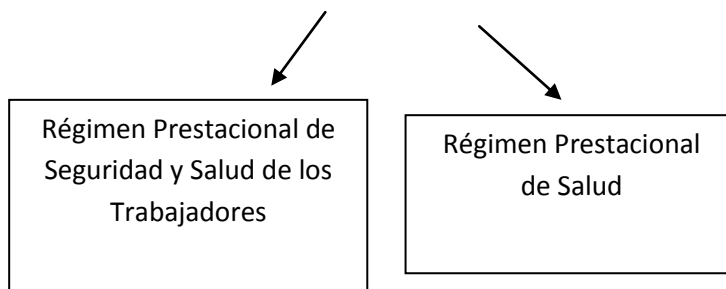 Régimen Prestacional de
Seguridad y Salud de los
Trabajadores
Régimen Prestacional
de Salud